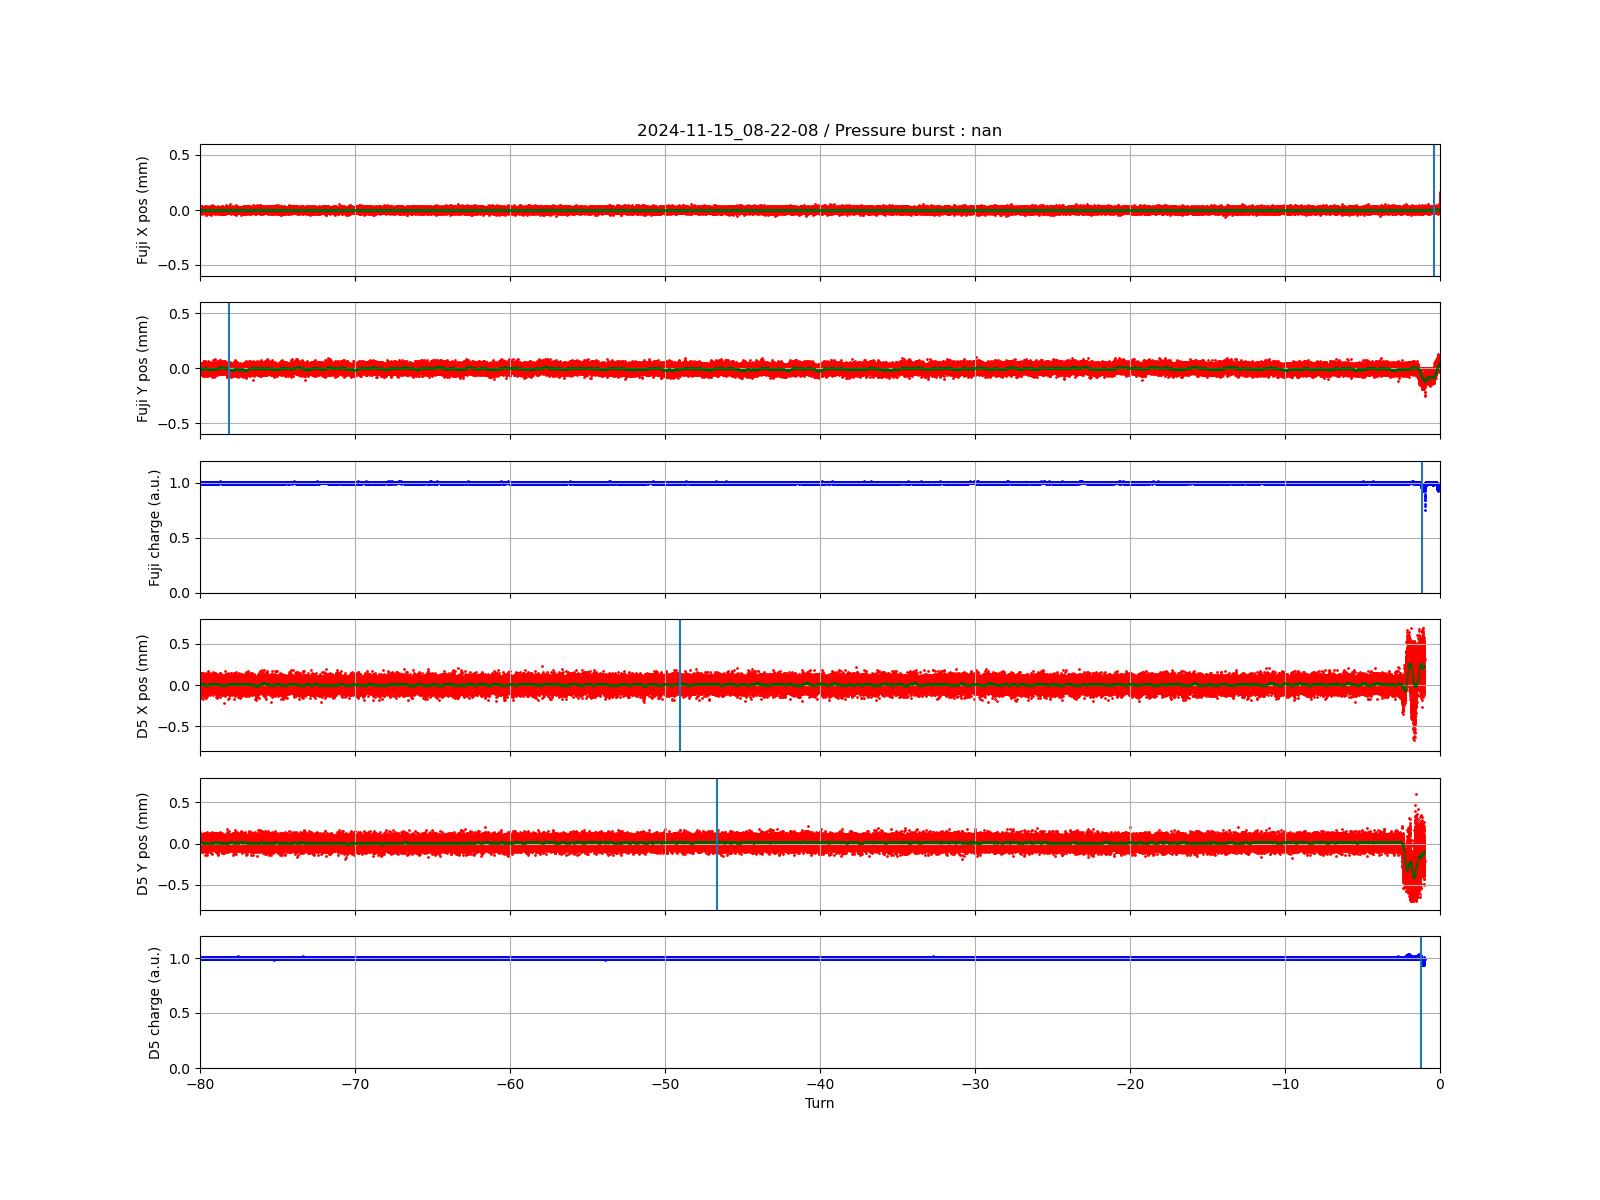 2024-11-15_08-22-08 / Pressure burst : nan
Fuji X pos (mm)
0.5
0.0
−0.5
Fuji Y pos (mm)
0.5
0.0
−0.5
Fuji charge (a.u.)
1.0
0.5
0.0
D5 X pos (mm)
0.5
0.0
−0.5
D5 Y pos (mm)
0.5
0.0
−0.5
D5 charge (a.u.)
1.0
0.5
0.0
−80 −70 −60 −50 −40 −30 −20 −10 0
Turn